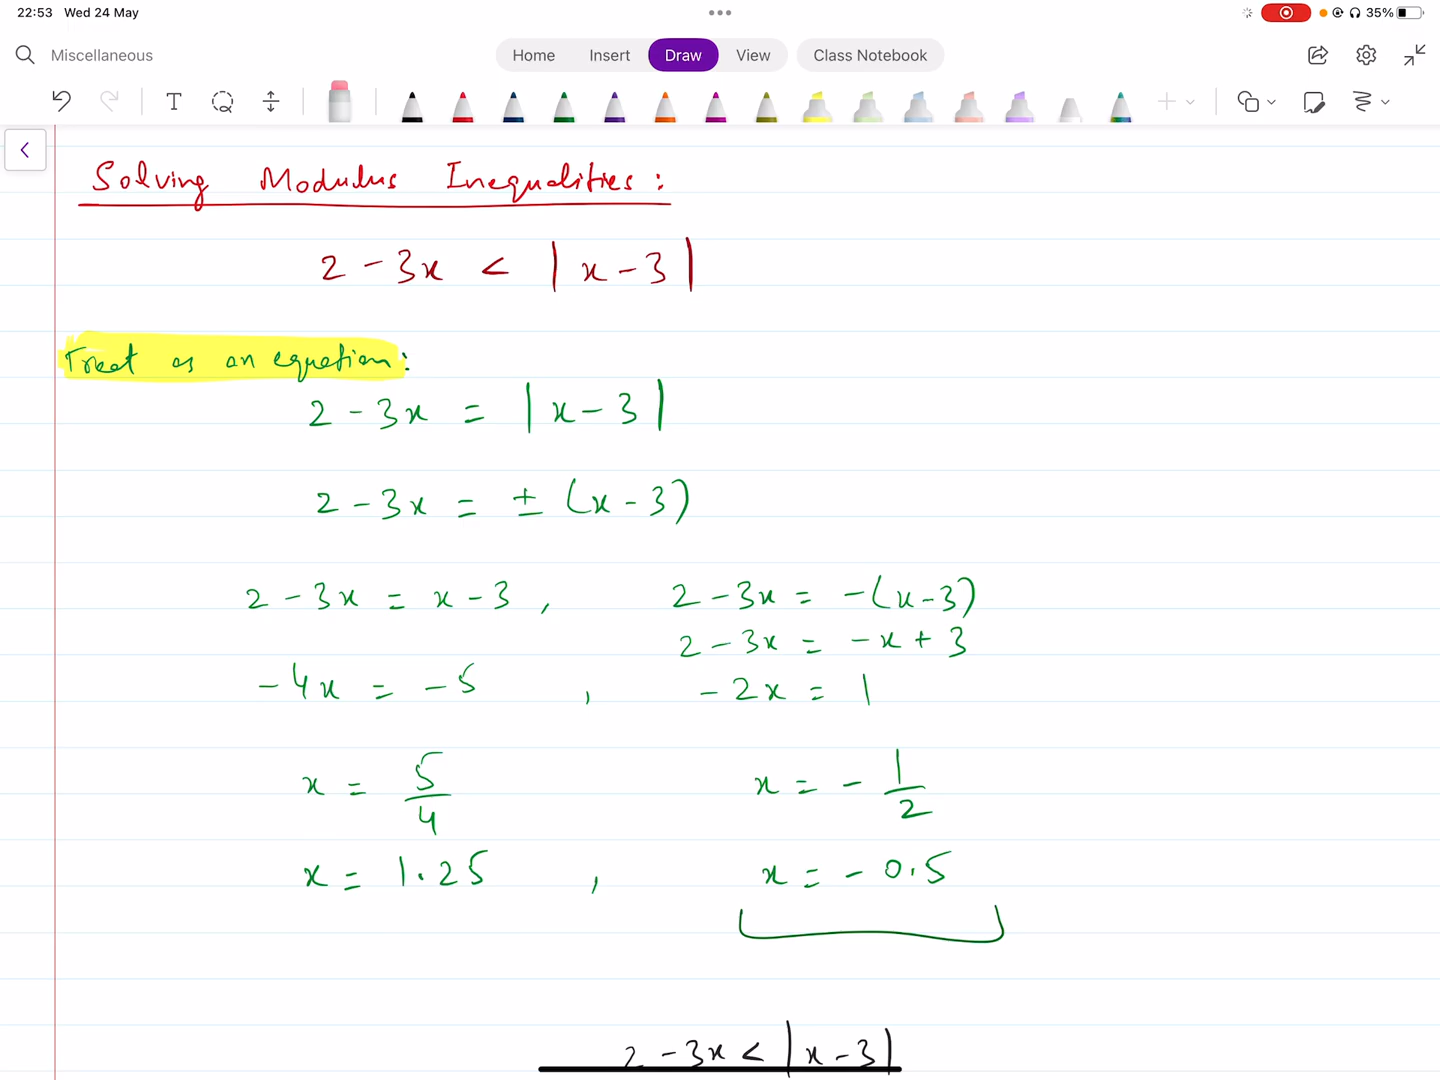 22:53 Wed 24 May 35%
Miscellaneous Home Insert Draw View Class Notebook
T
Solving Modulus Inequalities:
2 - 3x < |x - 3|
Treat as an equation:
2 - 3x = |x - 3|
2 - 3x = ± (x - 3)
2 - 3x = x - 3 , 2 - 3x = -(x - 3)
2 - 3x = -x + 3
-4x = -5 , -2x = 1
x = 5/4 x = - 1/2
x = 1.25 , x = - 0.5
2 - 3x < |x - 3|